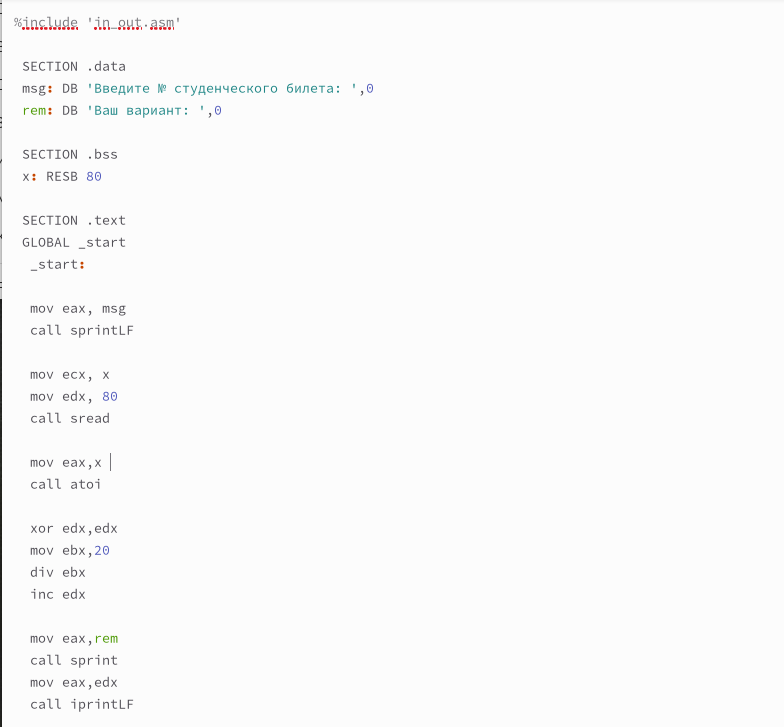 %include 'in_out.asm'
SECTION .data
msg: DB 'Введите № студенческого билета: ',0
rem: DB 'Ваш вариант: ',0
SECTION .bss
x: RESB 80
SECTION .text
GLOBAL _start
_start:
mov eax, msg
call sprintLF
mov ecx, x
mov edx, 80
call sread
mov eax,x
call atoi
xor edx,edx
mov ebx,20
div ebx
inc edx
mov eax,rem
call sprint
mov eax,edx
call iprintLF